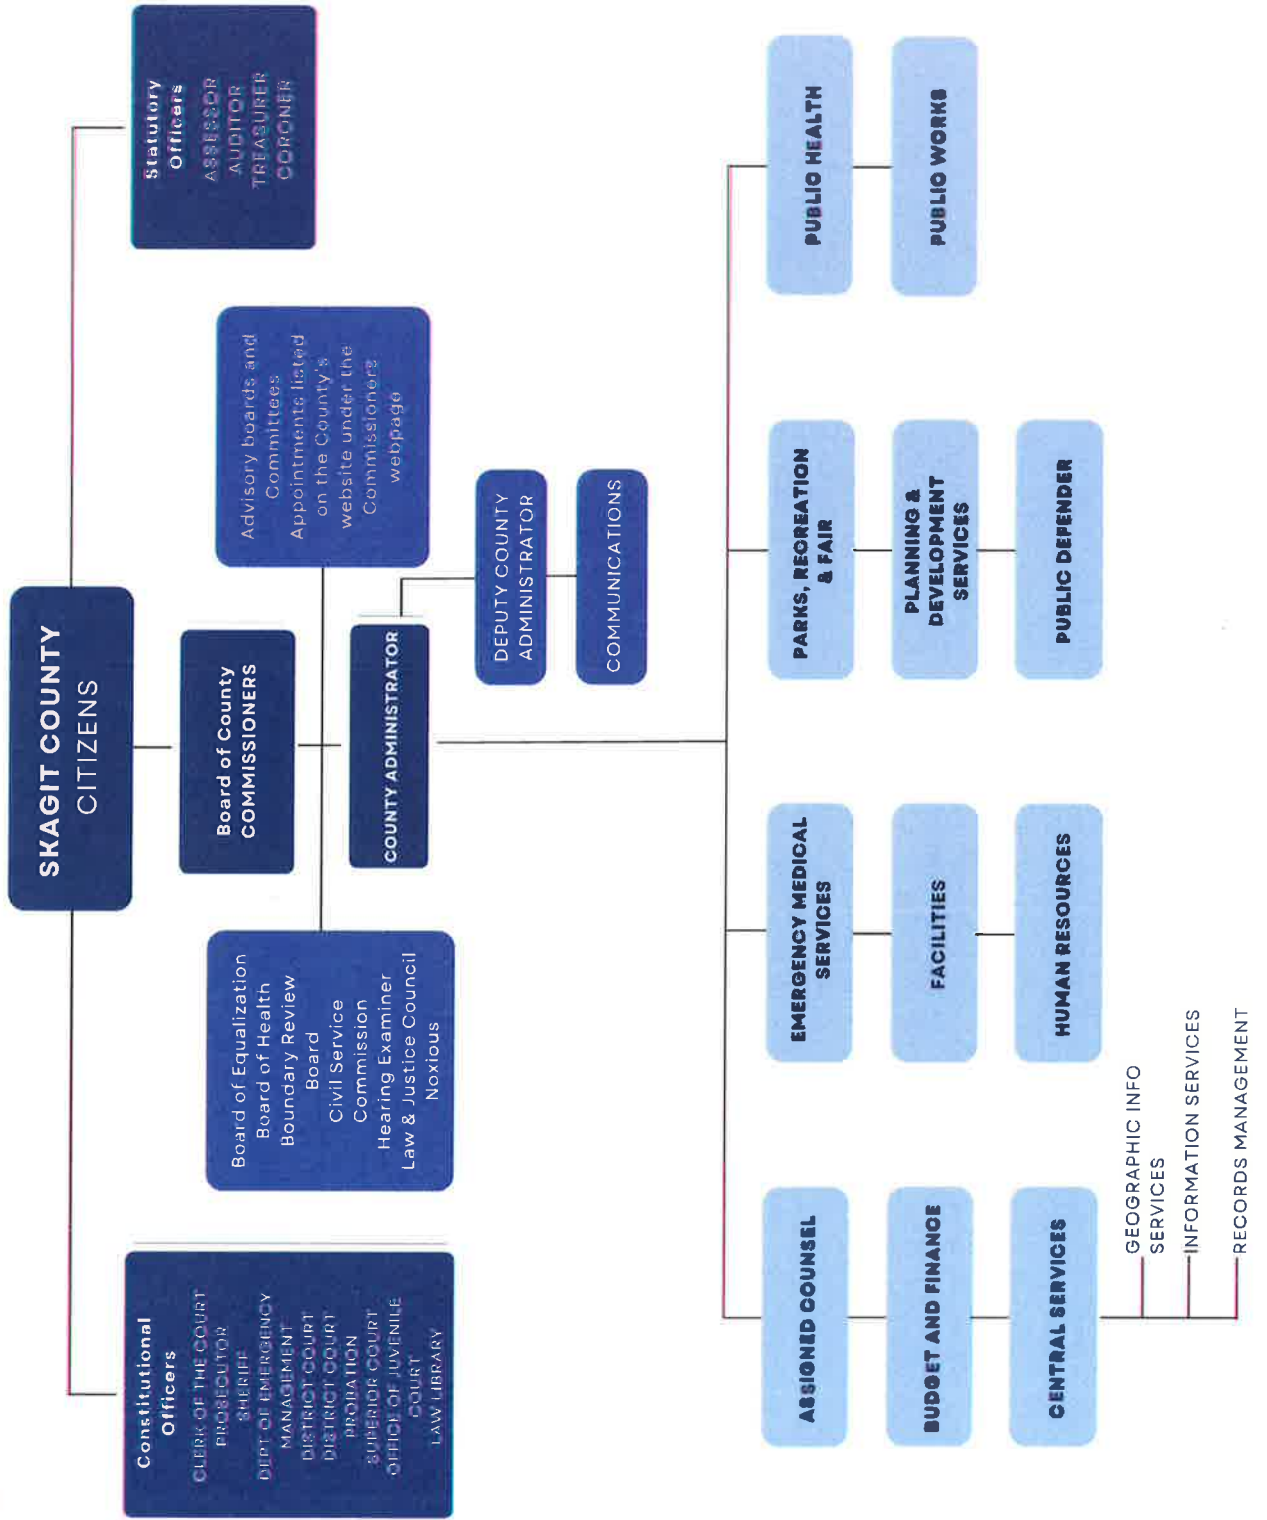 SKAGIT COUNTY
CITIZENS
Constitutional
Officers
CLERK OF THE COURT
PROSECUTOR
SHERIFF
DEPT OF EMERGENCY
MANAGEMENT
DISTRICT COURT
DISTRICT COURT
PROBATION
SUPERIOR COURT
OFFICE OF JUVENILE
COURT
LAW LIBRARY
Board of County
COMMISSIONERS
Statutory
Officers
ASSESSOR
AUDITOR
TREASURER
CORONER
Board of Equalization
Board of Health
Boundary Review
Board
Civil Service
Commission
Hearing Examiner
Law & Justice Council
Noxious
Advisory boards and
Committees
Appointments listed
on the County's
website under the
Commissioners
webpage
COUNTY ADMINISTRATOR
DEPUTY COUNTY
ADMINISTRATOR
COMMUNICATIONS
ASSIGNED COUNSEL
BUDGET AND FINANCE
CENTRAL SERVICES
GEOGRAPHIC INFO
SERVICES
INFORMATION SERVICES
RECORDS MANAGEMENT
EMERGENCY MEDICAL
SERVICES
FACILITIES
HUMAN RESOURCES
PARKS, RECREATION
& FAIR
PLANNING &
DEVELOPMENT
SERVICES
PUBLIC DEFENDER
PUBLIC HEALTH
PUBLIC WORKS